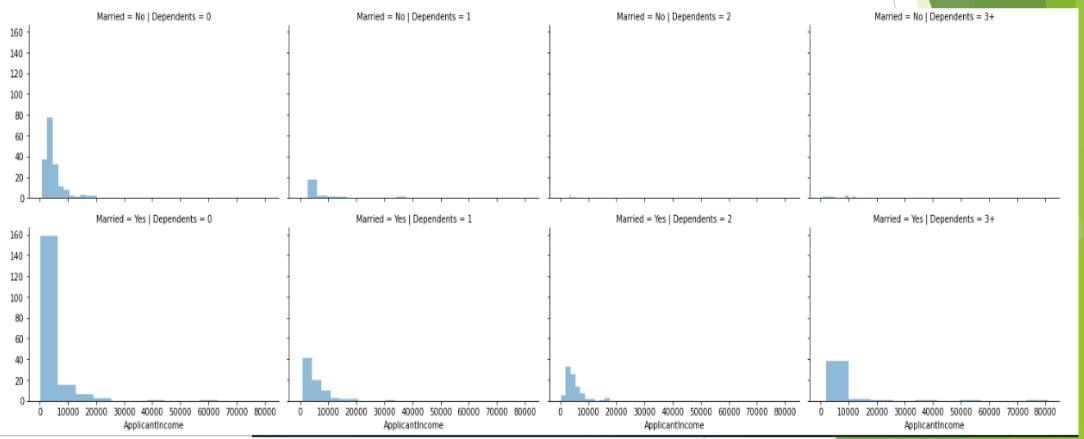 Married = No | Dependents = 0
Married = No | Dependents = 1
Married = No | Dependents = 2
Married = No | Dependents = 3+
160
140
120
100
80
60
40
20
0
Married = Yes | Dependents = 0
Married = Yes | Dependents = 1
Married = Yes | Dependents = 2
Married = Yes | Dependents = 3+
160
140
120
100
80
60
40
20
0
0 10000 20000 30000 40000 50000 60000 70000 80000
0 10000 20000 30000 40000 50000 60000 70000 80000
0 10000 20000 30000 40000 50000 60000 70000 80000
0 10000 20000 30000 40000 50000 60000 70000 80000
ApplicantIncome
ApplicantIncome
ApplicantIncome
ApplicantIncome